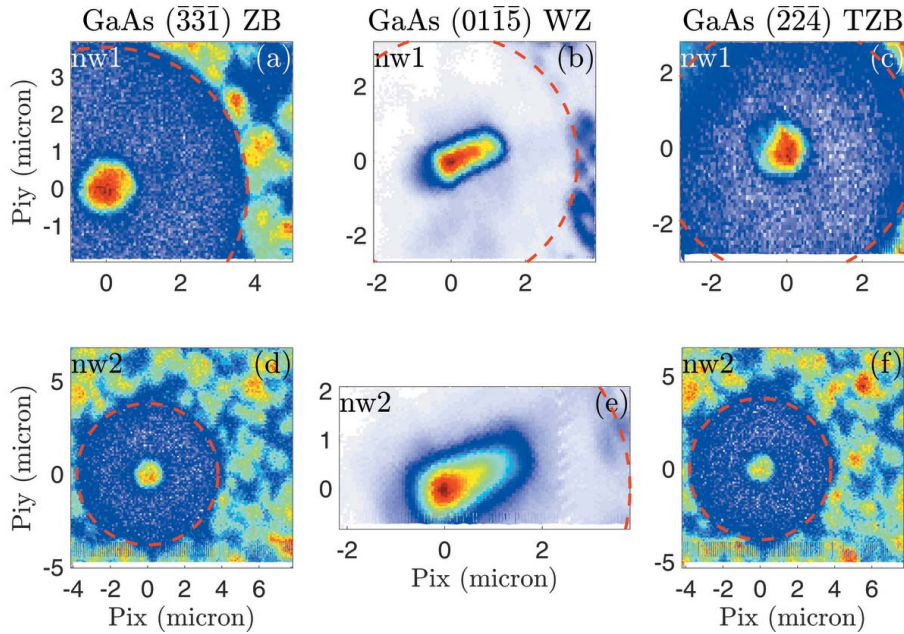 GaAs (3̅3̅1̅) ZB
GaAs (011̅5̅) WZ
GaAs (2̅2̅4̅) TZB
nw1
(a)
nw1
(b)
nw1
(c)
Piy (micron)
3
2
1
0
-1
0
2
4
2
0
-2
-2
0
2
2
0
-2
-2
0
2
nw2
(d)
nw2
(e)
nw2
(f)
Piy (micron)
5
0
-5
-4 -2 0 2 4 6
Pix (micron)
2
1
0
-2
0
2
Pix (micron)
5
0
-5
-4 -2 0 2 4 6
Pix (micron)